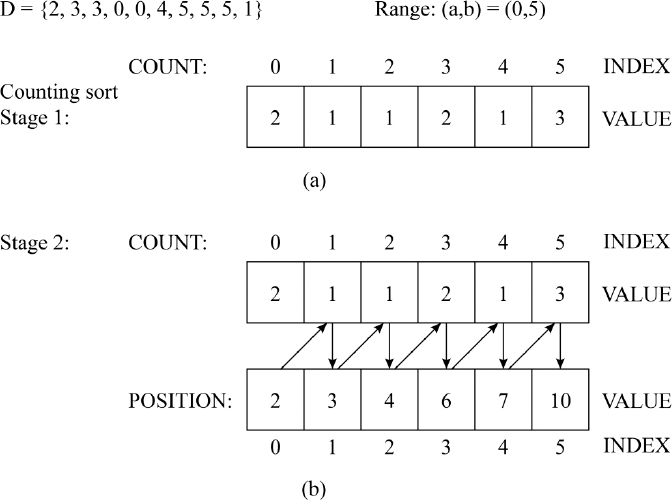 D = {2, 3, 3, 0, 0, 4, 5, 5, 5, 1} Range: (a,b) = (0,5)
COUNT: 0 1 2 3 4 5 INDEX
Counting sort
Stage 1: 2 1 1 2 1 3 VALUE
(a)
Stage 2: COUNT: 0 1 2 3 4 5 INDEX
2 1 1 2 1 3 VALUE
POSITION: 2 3 4 6 7 10 VALUE
0 1 2 3 4 5 INDEX
(b)